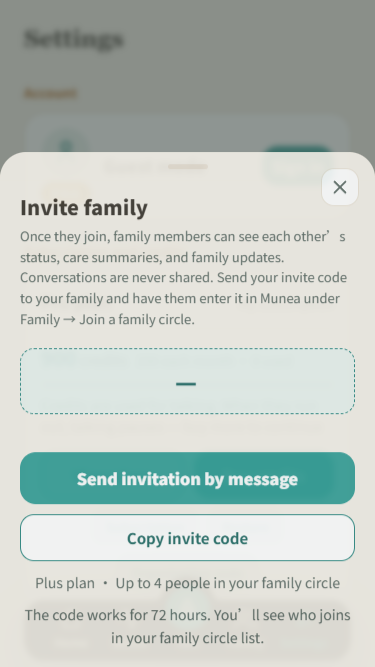 Settings
Account
Invite family
Once they join, family members can see each other’s
status, care summaries, and family updates.
Conversations are never shared. Send your invite code
to your family and have them enter it in Munea under
Family → Join a family circle.
—
Send invitation by message
Copy invite code
Plus plan・Up to 4 people in your family circle
The code works for 72 hours. You’ll see who joins
in your family circle list.